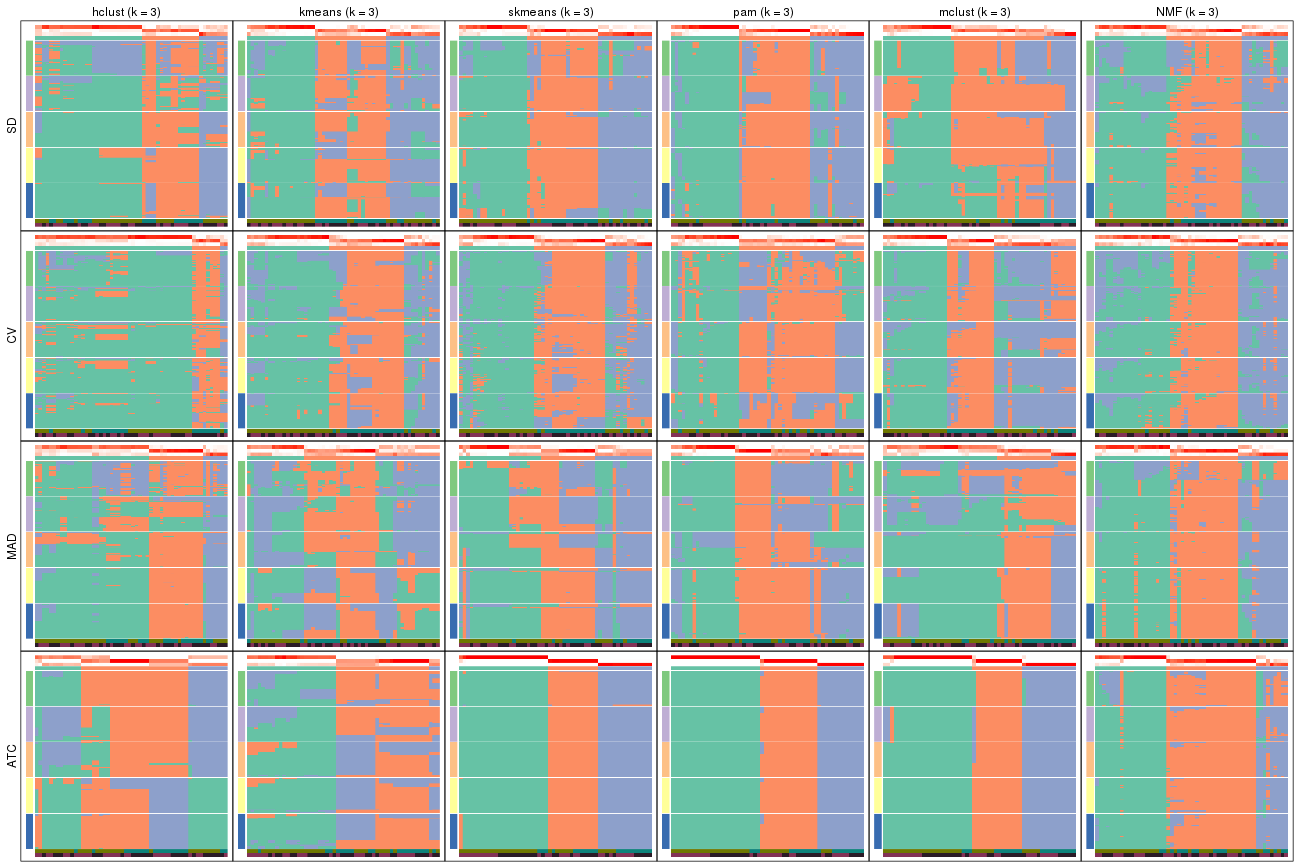 hclust (k = 3) kmeans (k = 3) skmeans (k = 3) pam (k = 3) mclust (k = 3) NMF (k = 3)
SD
CV
MAD
ATC